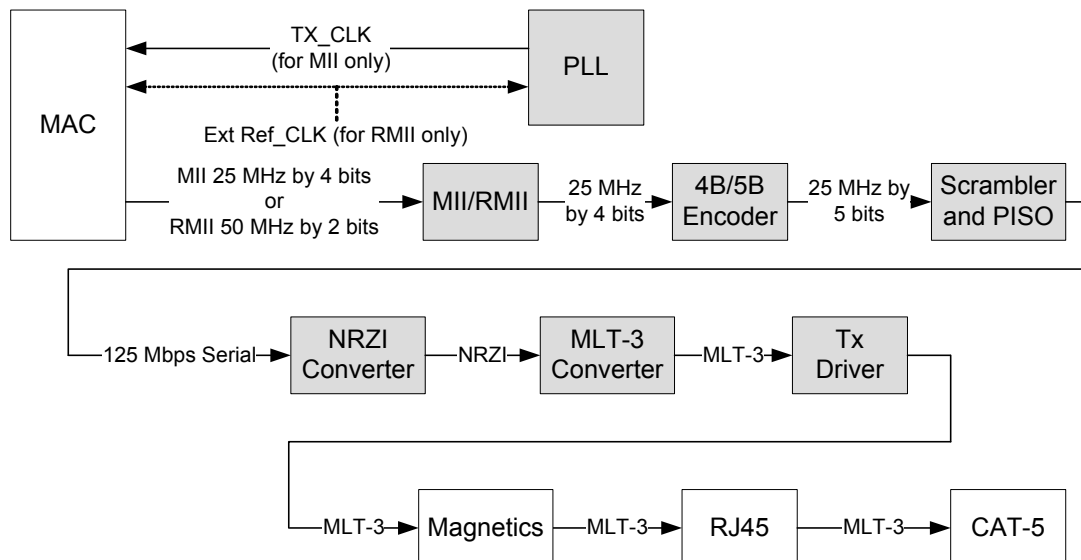 TX_CLK
(for MII only)
PLL
MAC
Ext Ref_CLK (for RMII only)
MII 25 MHz by 4 bits
or
RMII 50 MHz by 2 bits
MII/RMII
25 MHz
by 4 bits
4B/5B
Encoder
25 MHz by
5 bits
Scrambler
and PISO
125 Mbps Serial
NRZI
Converter
NRZI
MLT-3
Converter
MLT-3
Tx
Driver
MLT-3
Magnetics
MLT-3
RJ45
MLT-3
CAT-5